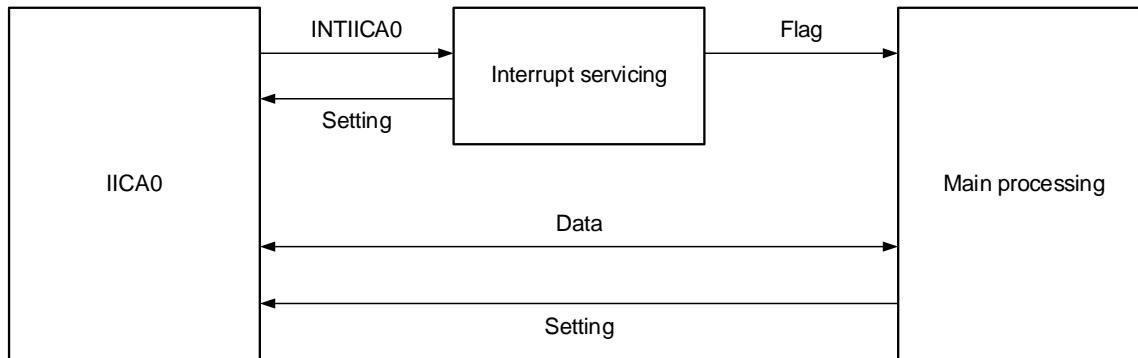 INTIICA0
Flag
Interrupt servicing
Setting
IICA0
Main processing
Data
Setting